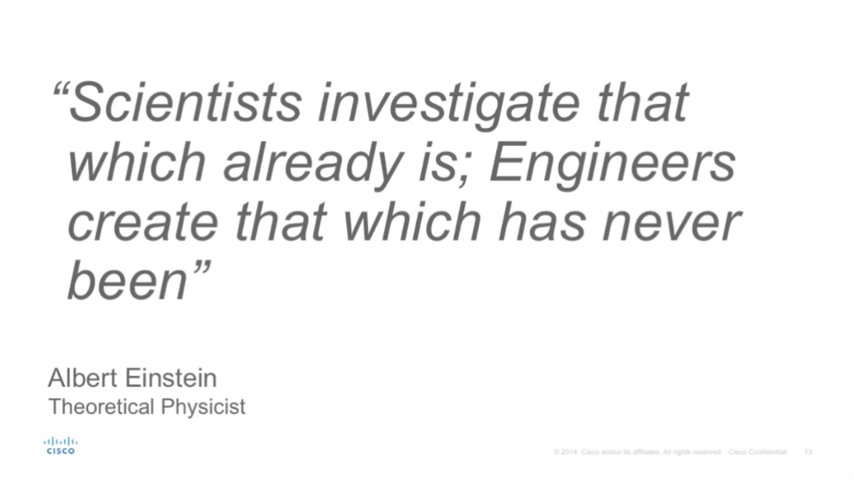 “Scientists investigate that
which already is; Engineers
create that which has never
been”
Albert Einstein
Theoretical Physicist
CISCO
© 2014 Cisco and/or its affiliates. All rights reserved. Cisco Confidential 13